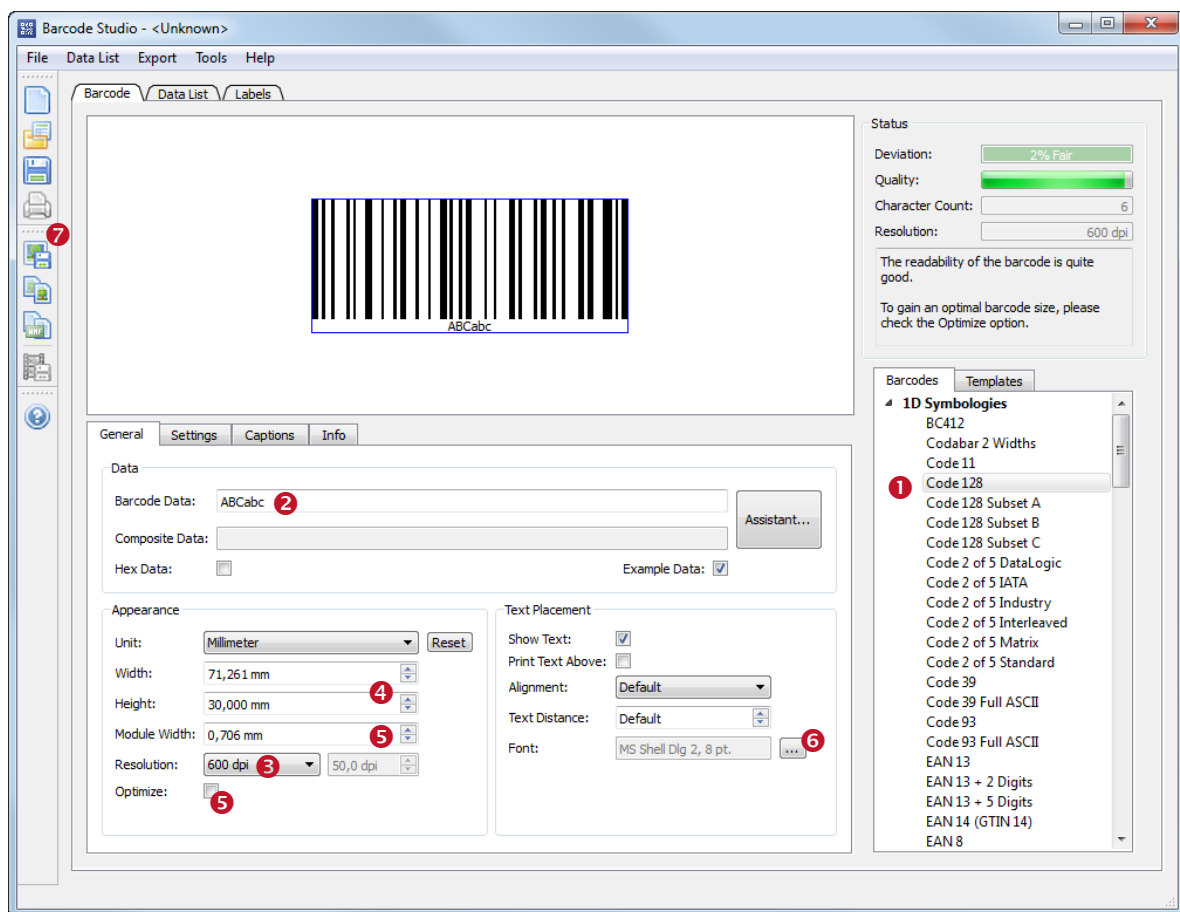 Barcode Studio - <Unknown>
File Data List Export Tools Help
Barcode Data List Labels
ABCabc
Status
Deviation: 2% Fair
Quality:
Character Count: 6
Resolution: 600 dpi
The readability of the barcode is quite
good.
To gain an optimal barcode size, please
check the Optimize option.
7
WMF
Barcodes Templates
1D Symbologies
BC412
Codabar 2 Widths
Code 11
1 Code 128
Code 128 Subset A
Code 128 Subset B
Code 128 Subset C
Code 2 of 5 DataLogic
Code 2 of 5 IATA
Code 2 of 5 Industry
Code 2 of 5 Interleaved
Code 2 of 5 Matrix
Code 2 of 5 Standard
Code 39
Code 39 Full ASCII
Code 93
Code 93 Full ASCII
EAN 13
EAN 13 + 2 Digits
EAN 13 + 5 Digits
EAN 14 (GTIN 14)
EAN 8
General Settings Captions Info
Data
Barcode Data: ABCabc 2
Assistant...
Composite Data:
Hex Data: Example Data:
Appearance
Unit: Millimeter Reset
Width: 71,261 mm
4
Height: 30,000 mm
Module Width: 0,706 mm 5
Resolution: 600 dpi 3 50,0 dpi
Optimize: 5
Text Placement
Show Text:
Print Text Above:
Alignment: Default
Text Distance: Default
Font: MS Shell Dlg 2, 8 pt. ... 6